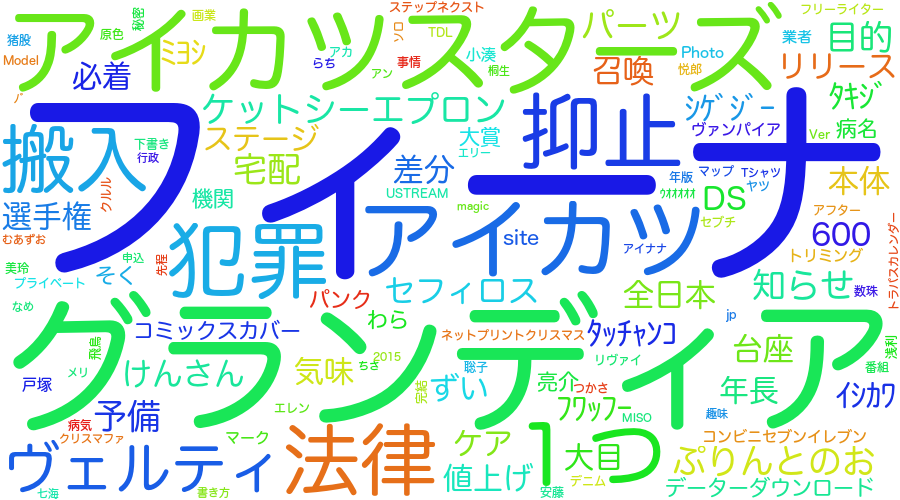 アイカツスターズ
フィーナ
グランディア
アイカツ
抑止
搬入
犯罪
法律
ヴェルティ
1つ
ステップネクスト
フリーライター
画業
秘密
原色
猪股
Model
必着
ミヨシ
アカ
らち
アン
ソロ
TDL
事情
小湊
桐生
パーツ
召喚
Photo
悦郎
業者
目的
リリース
ケットシーエプロン
ステージ
宅配
下書き
行政
クルル
大賞
エリー
ｼｹﾞｼﾞｰ
ヴァンパイア
Ver
ﾀｷｼﾞ
病名
選手権
機関
差分
USTREAM
magic
年版
マップ
Tシャツ
ヤツ
ｳｵｵｵｵｵ
DS
セブチ
本体
アフター
600
site
アイナナ
トリミング
むあずお
美玲
そく
申込
先程
プライベート
パンク
セフィロス
全日本
知らせ
数珠
トラパスカレンダー
なめ
コミックスカバー
わら
ネットプリントクリスマス
ﾀｯﾁｬﾝｺ
jp
台座
浅利
飛鳥
メリ
戸塚
けんさん
気味
2015
ちさ
完結
ずい
聡子
リヴァイ
亮介
つかさ
年長
番組
ｲｼｶﾜ
予備
病気
クリスマファ
マーク
エレン
ﾌﾜｯﾌｰ
MISO
趣味
コンビニセブンイレブン
ケア
大目
ぷりんとのお
値上げ
データーダウンロード
七海
書き方
安藤
デニム